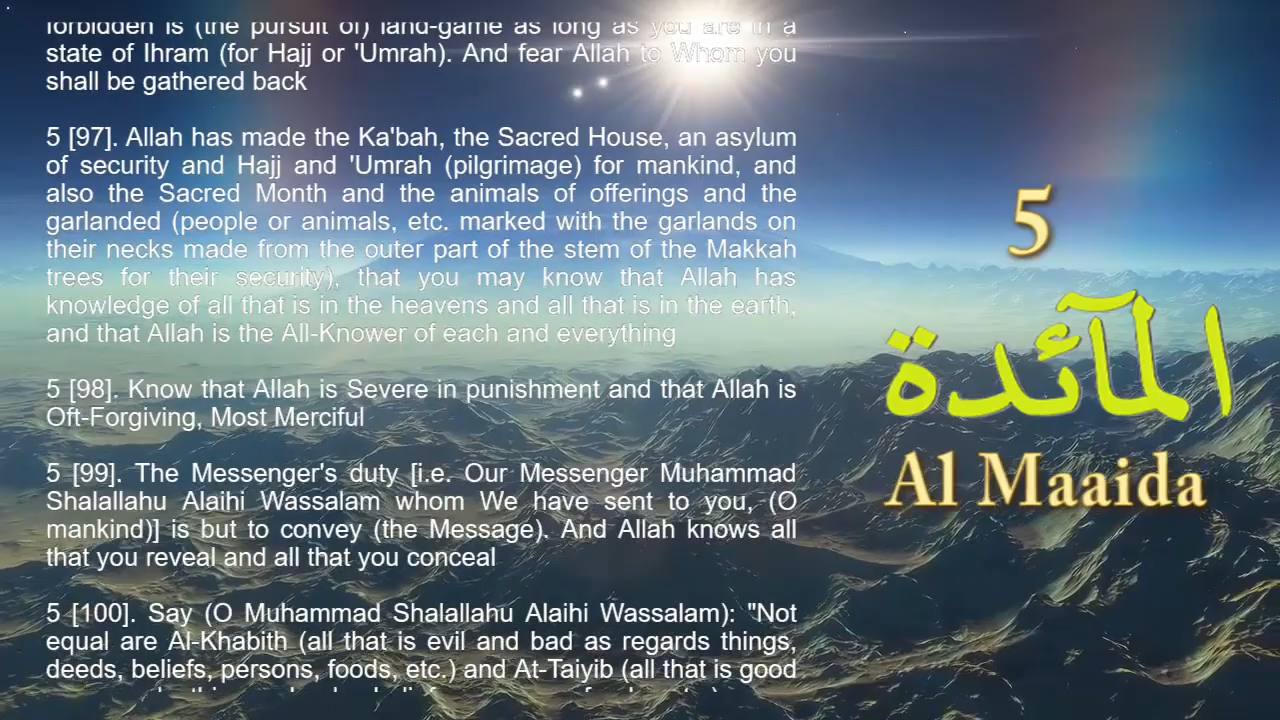 forbidden is (the pursuit of) land-game as long as you are in a
state of Ihram (for Hajj or 'Umrah). And fear Allah to Whom you
shall be gathered back
5 [97]. Allah has made the Ka'bah, the Sacred House, an asylum
of security and Hajj and 'Umrah (pilgrimage) for mankind, and
also the Sacred Month and the animals of offerings and the
garlanded (people or animals, etc. marked with the garlands on
their necks made from the outer part of the stem of the Makkah
trees for their security), that you may know that Allah has
knowledge of all that is in the heavens and all that is in the earth,
and that Allah is the All-Knower of each and everything
5 [98]. Know that Allah is Severe in punishment and that Allah is
Oft-Forgiving, Most Merciful
5 [99]. The Messenger's duty [i.e. Our Messenger Muhammad
Shalallahu Alaihi Wassalam whom We have sent to you, (O
mankind)] is but to convey (the Message). And Allah knows all
that you reveal and all that you conceal
5 [100]. Say (O Muhammad Shalallahu Alaihi Wassalam): "Not
equal are Al-Khabith (all that is evil and bad as regards things,
deeds, beliefs, persons, foods, etc.) and At-Taiyib (all that is good
5
المآئدة
Al Maaida